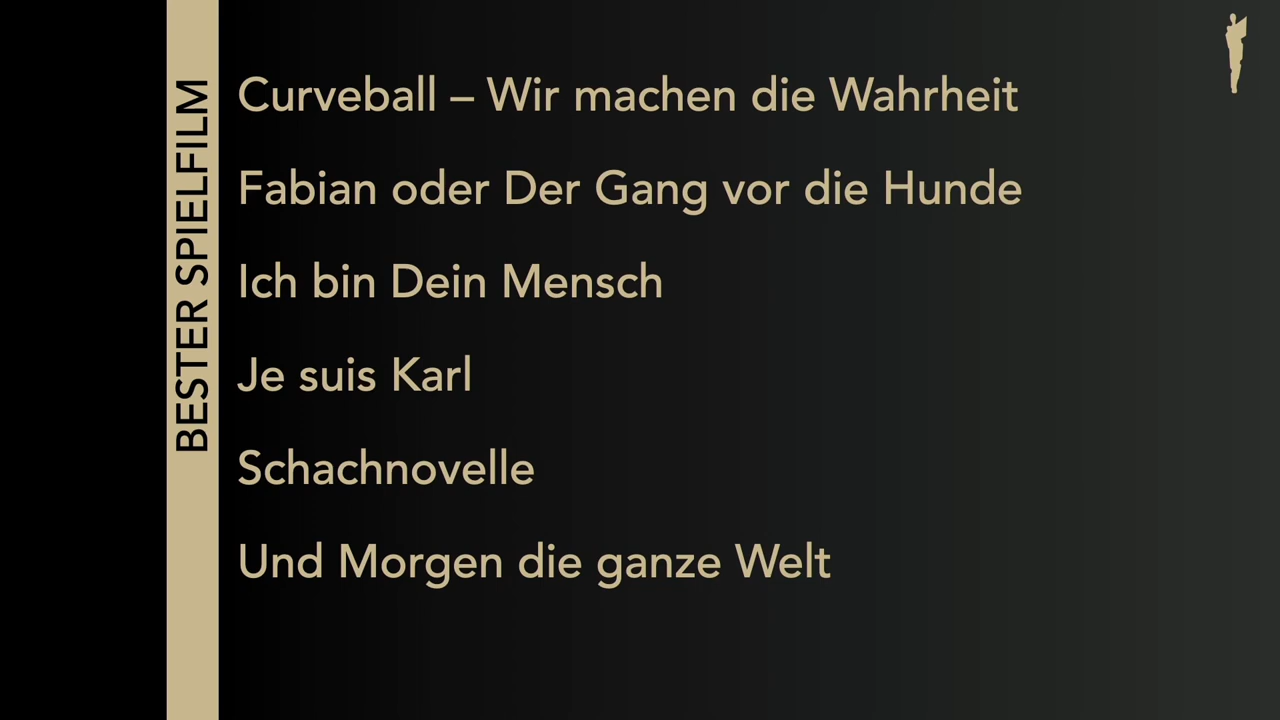 BESTER SPIELFILM
Curveball – Wir machen die Wahrheit
Fabian oder Der Gang vor die Hunde
Ich bin Dein Mensch
Je suis Karl
Schachnovelle
Und Morgen die ganze Welt